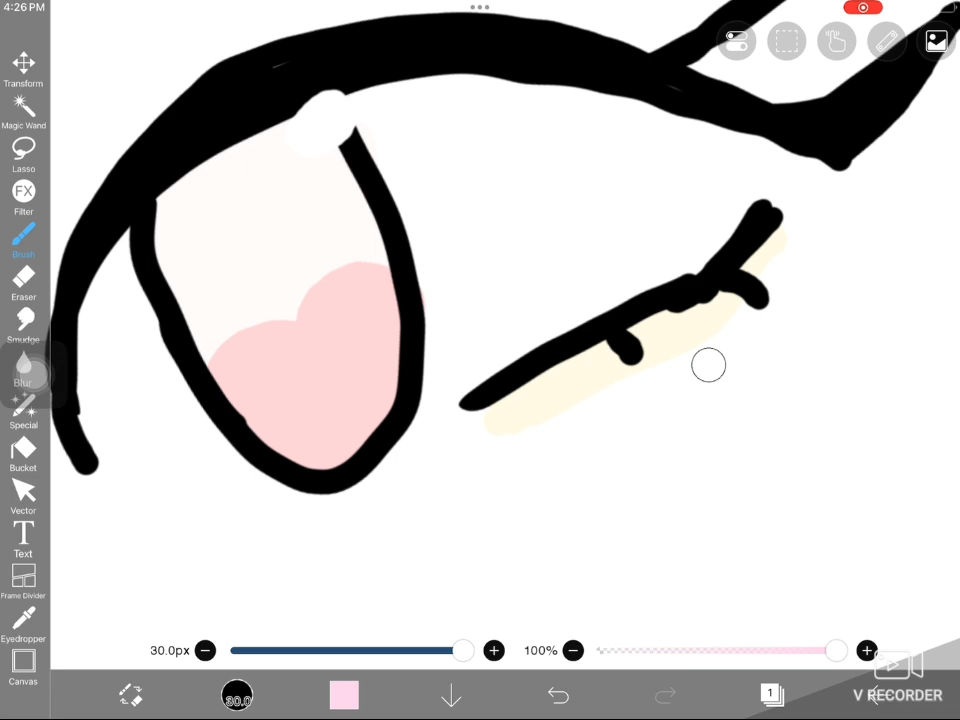 4:26 PM
Transform
Magic Wand
Lasso
FX
Filter
Brush
Eraser
Smudge
Blur
Special
Bucket
Vector
T
Text
Frame Divider
Eyedropper
Canvas
30.0px
100%
30.0
1
V RECORDER